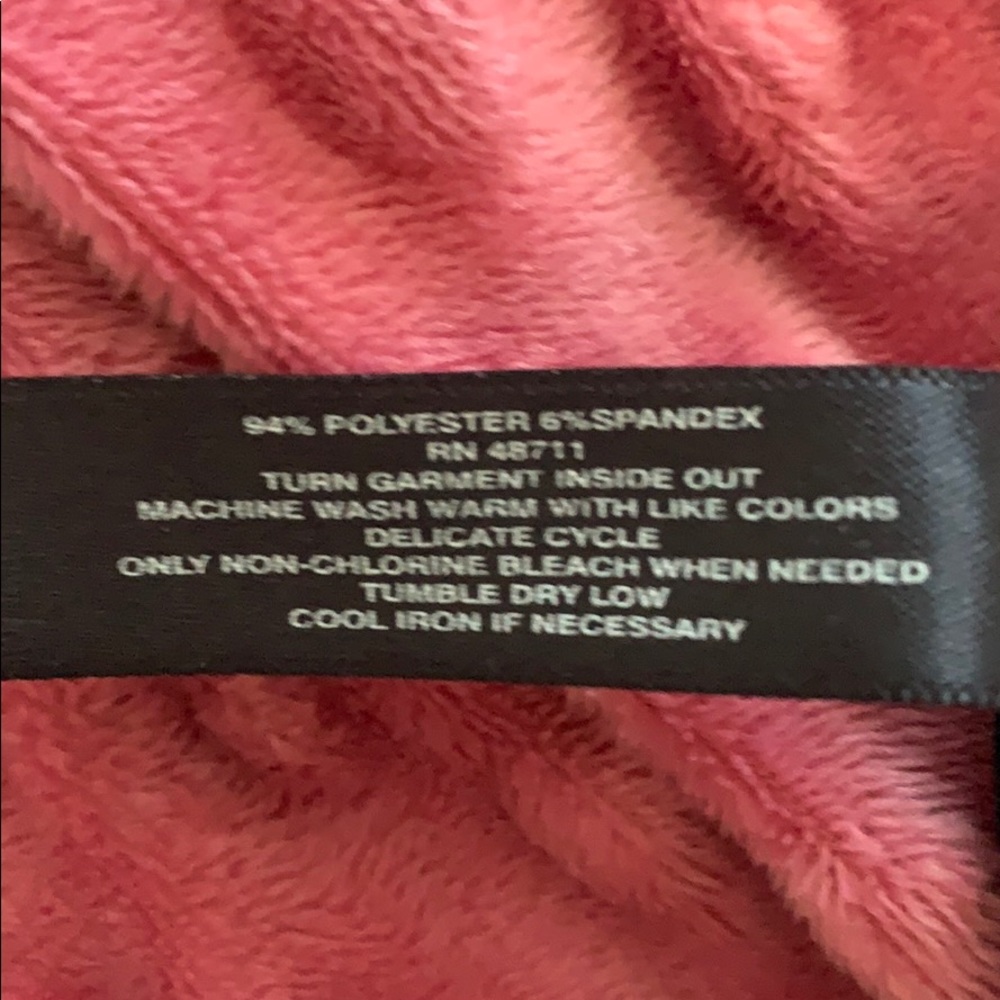 94% POLYESTER 6%SPANDEX
RN 48711
TURN GARMENT INSIDE OUT
MACHINE WASH WARM WITH LIKE COLORS
DELICATE CYCLE
ONLY NON-CHLORINE BLEACH WHEN NEEDED
TUMBLE DRY LOW
COOL IRON IF NECESSARY